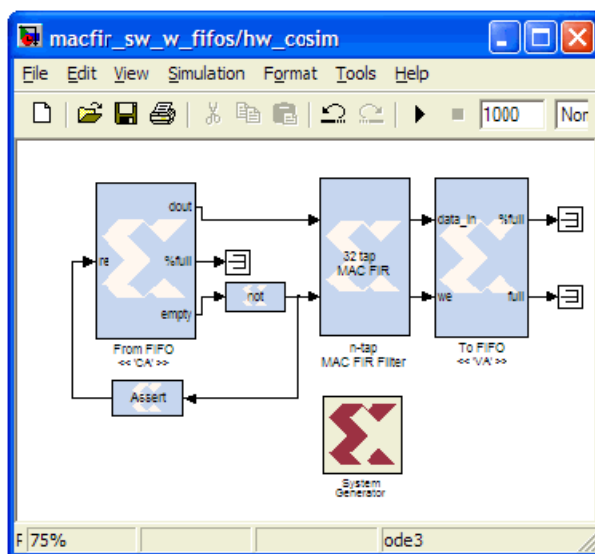 macfir_sw_w_fifos/hw_cosim
File Edit View Simulation Format Tools Help
1000 Nor
dout
re
%full
empty
From FIFO
<< 'CA' >>
not
Assert
32 tap
MAC FIR
n-tap
MAC FIR Filter
data_in
%full
we
full
To FIFO
<< 'VA' >>
System
Generator
F 75% ode3